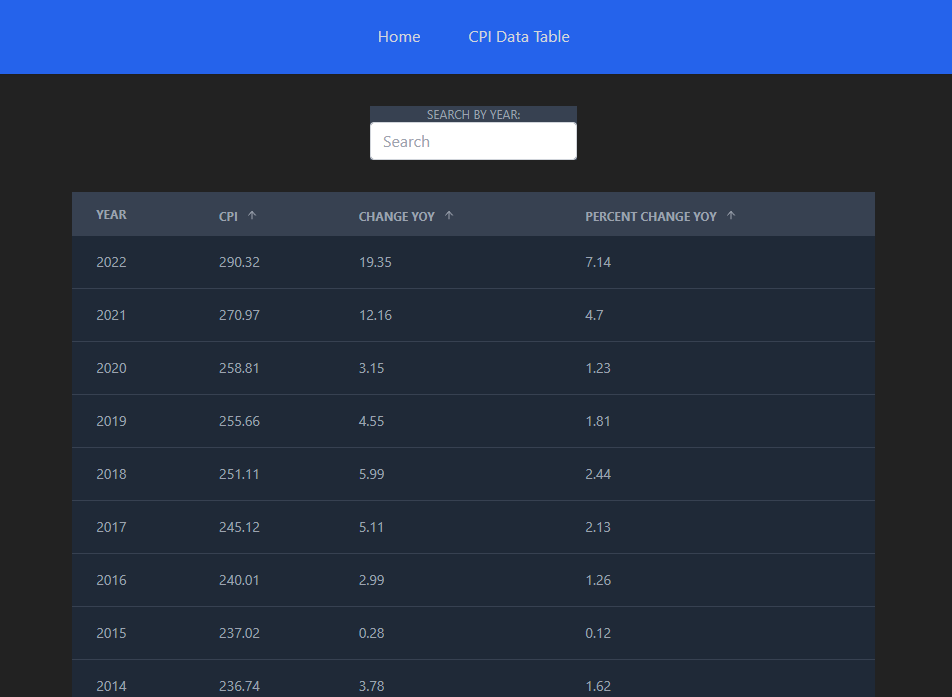 Home CPI Data Table
SEARCH BY YEAR:
Search
YEAR CPI ↑ CHANGE YOY ↑ PERCENT CHANGE YOY ↑
2022 290.32 19.35 7.14
2021 270.97 12.16 4.7
2020 258.81 3.15 1.23
2019 255.66 4.55 1.81
2018 251.11 5.99 2.44
2017 245.12 5.11 2.13
2016 240.01 2.99 1.26
2015 237.02 0.28 0.12
2014 236.74 3.78 1.62